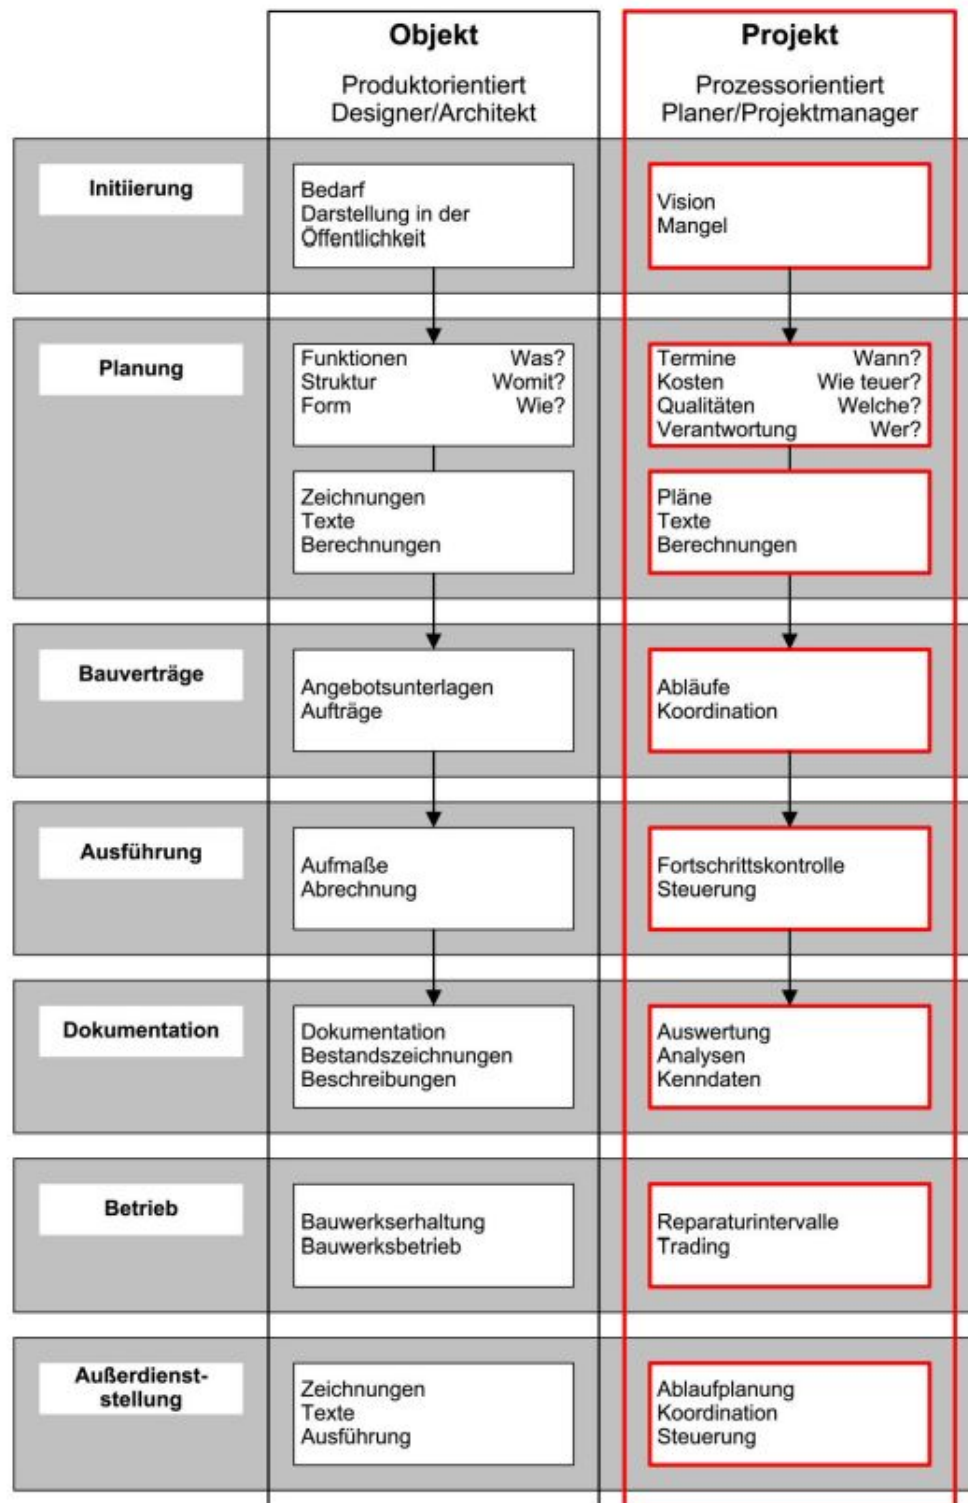 Objekt
Produktorientiert
Designer/Architekt
Projekt
Prozessorientiert
Planer/Projektmanager
Initiierung
Bedarf
Darstellung in der
Öffentlichkeit
Vision
Mangel
Planung
Funktionen Was?
Struktur Womit?
Form Wie?
Termine Wann?
Kosten Wie teuer?
Qualitäten Welche?
Verantwortung Wer?
Zeichnungen
Texte
Berechnungen
Pläne
Texte
Berechnungen
Bauverträge
Angebotsunterlagen
Aufträge
Abläufe
Koordination
Ausführung
Aufmaße
Abrechnung
Fortschrittskontrolle
Steuerung
Dokumentation
Dokumentation
Bestandszeichnungen
Beschreibungen
Auswertung
Analysen
Kenndaten
Betrieb
Bauwerkserhaltung
Bauwerksbetrieb
Reparaturintervalle
Trading
Außerdienst-
stellung
Zeichnungen
Texte
Ausführung
Ablaufplanung
Koordination
Steuerung